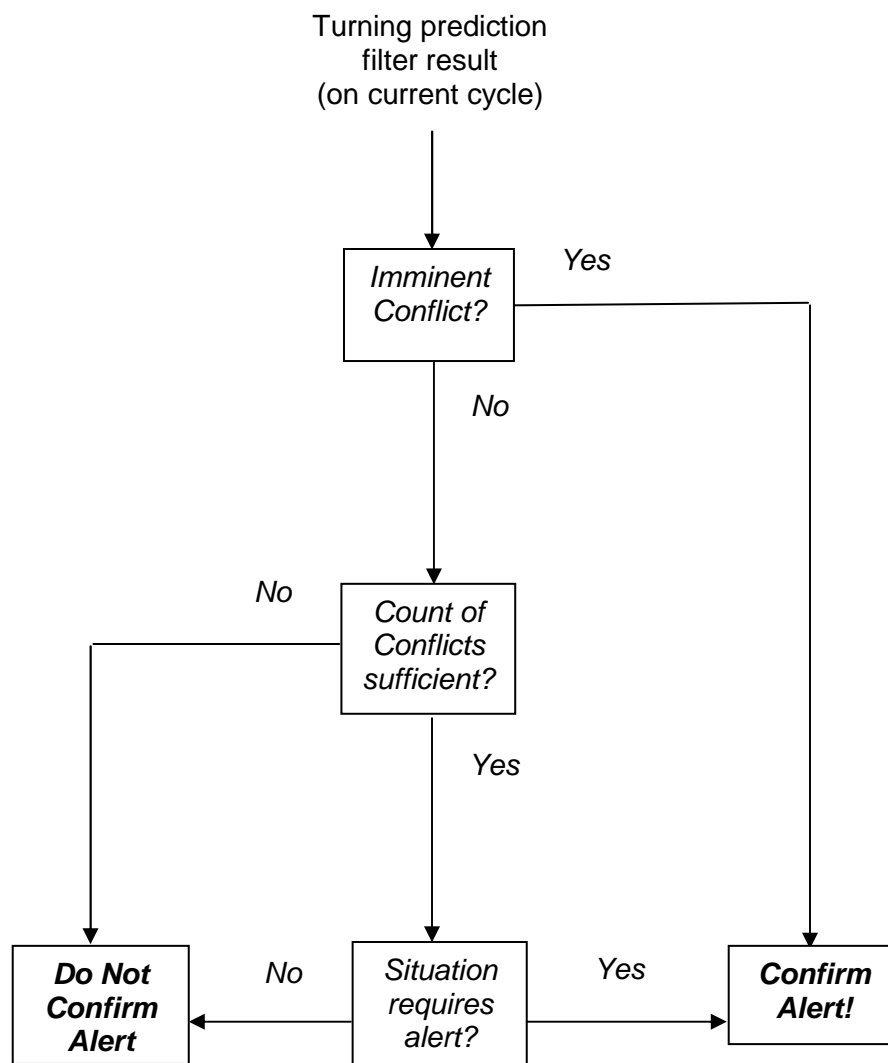 Turning prediction
filter result
(on current cycle)
Imminent
Conflict?
Yes
No
No
Count of
Conflicts
sufficient?
Yes
Do Not
Confirm
Alert
No
Situation
requires
alert?
Yes
Confirm
Alert!